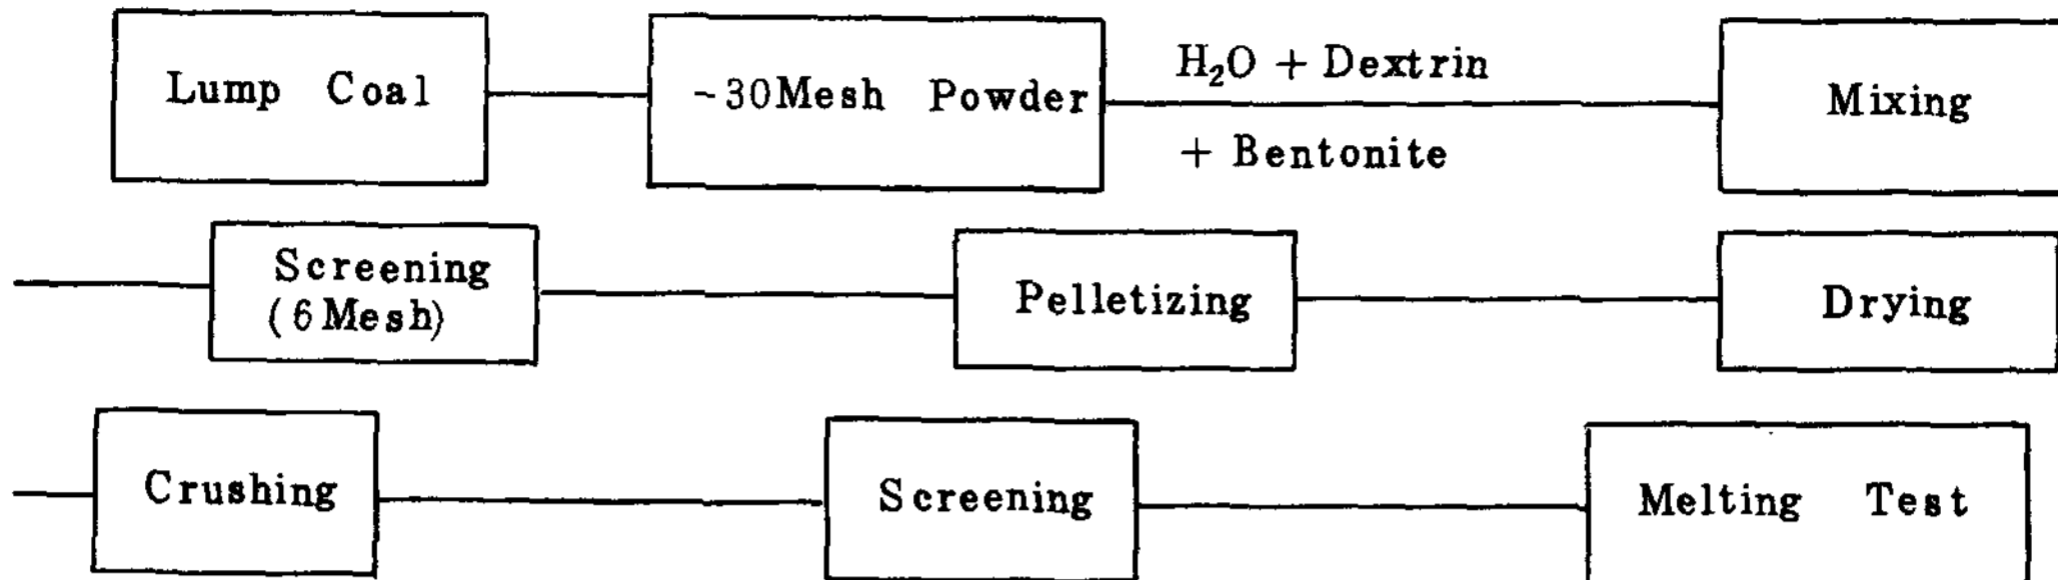 Lump Coal
-30Mesh Powder
H₂O + Dextrin
+ Bentonite
Mixing
Screening
(6Mesh)
Pelletizing
Drying
Crushing
Screening
Melting Test